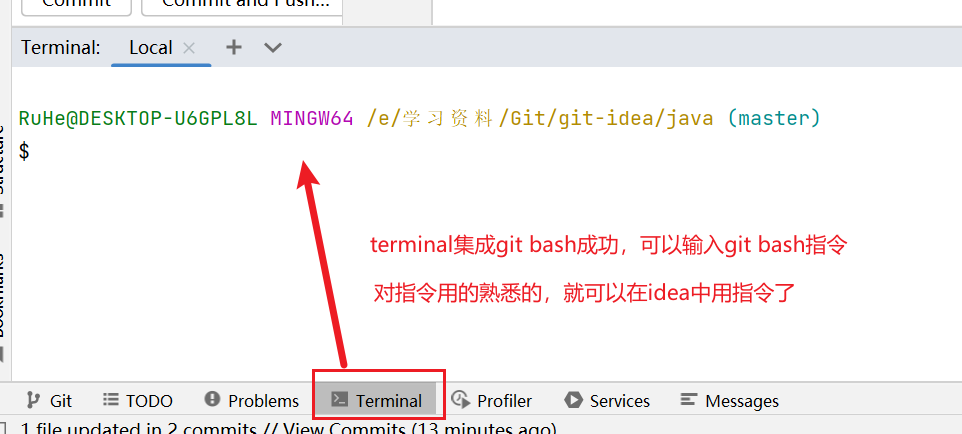 Commit Commit and Push...
Terminal: Local
RuHe@DESKTOP-U6GPL8L MINGW64 /e/学习资料/Git/git-idea/java (master)
$
Structure
terminal集成git bash成功，可以输入git bash指令
对指令用的熟悉的，就可以在idea中用指令了
Bookmarks
Git TODO Problems Terminal Profiler Services Messages
1 file updated in 2 commits // View Commits (13 minutes ago)